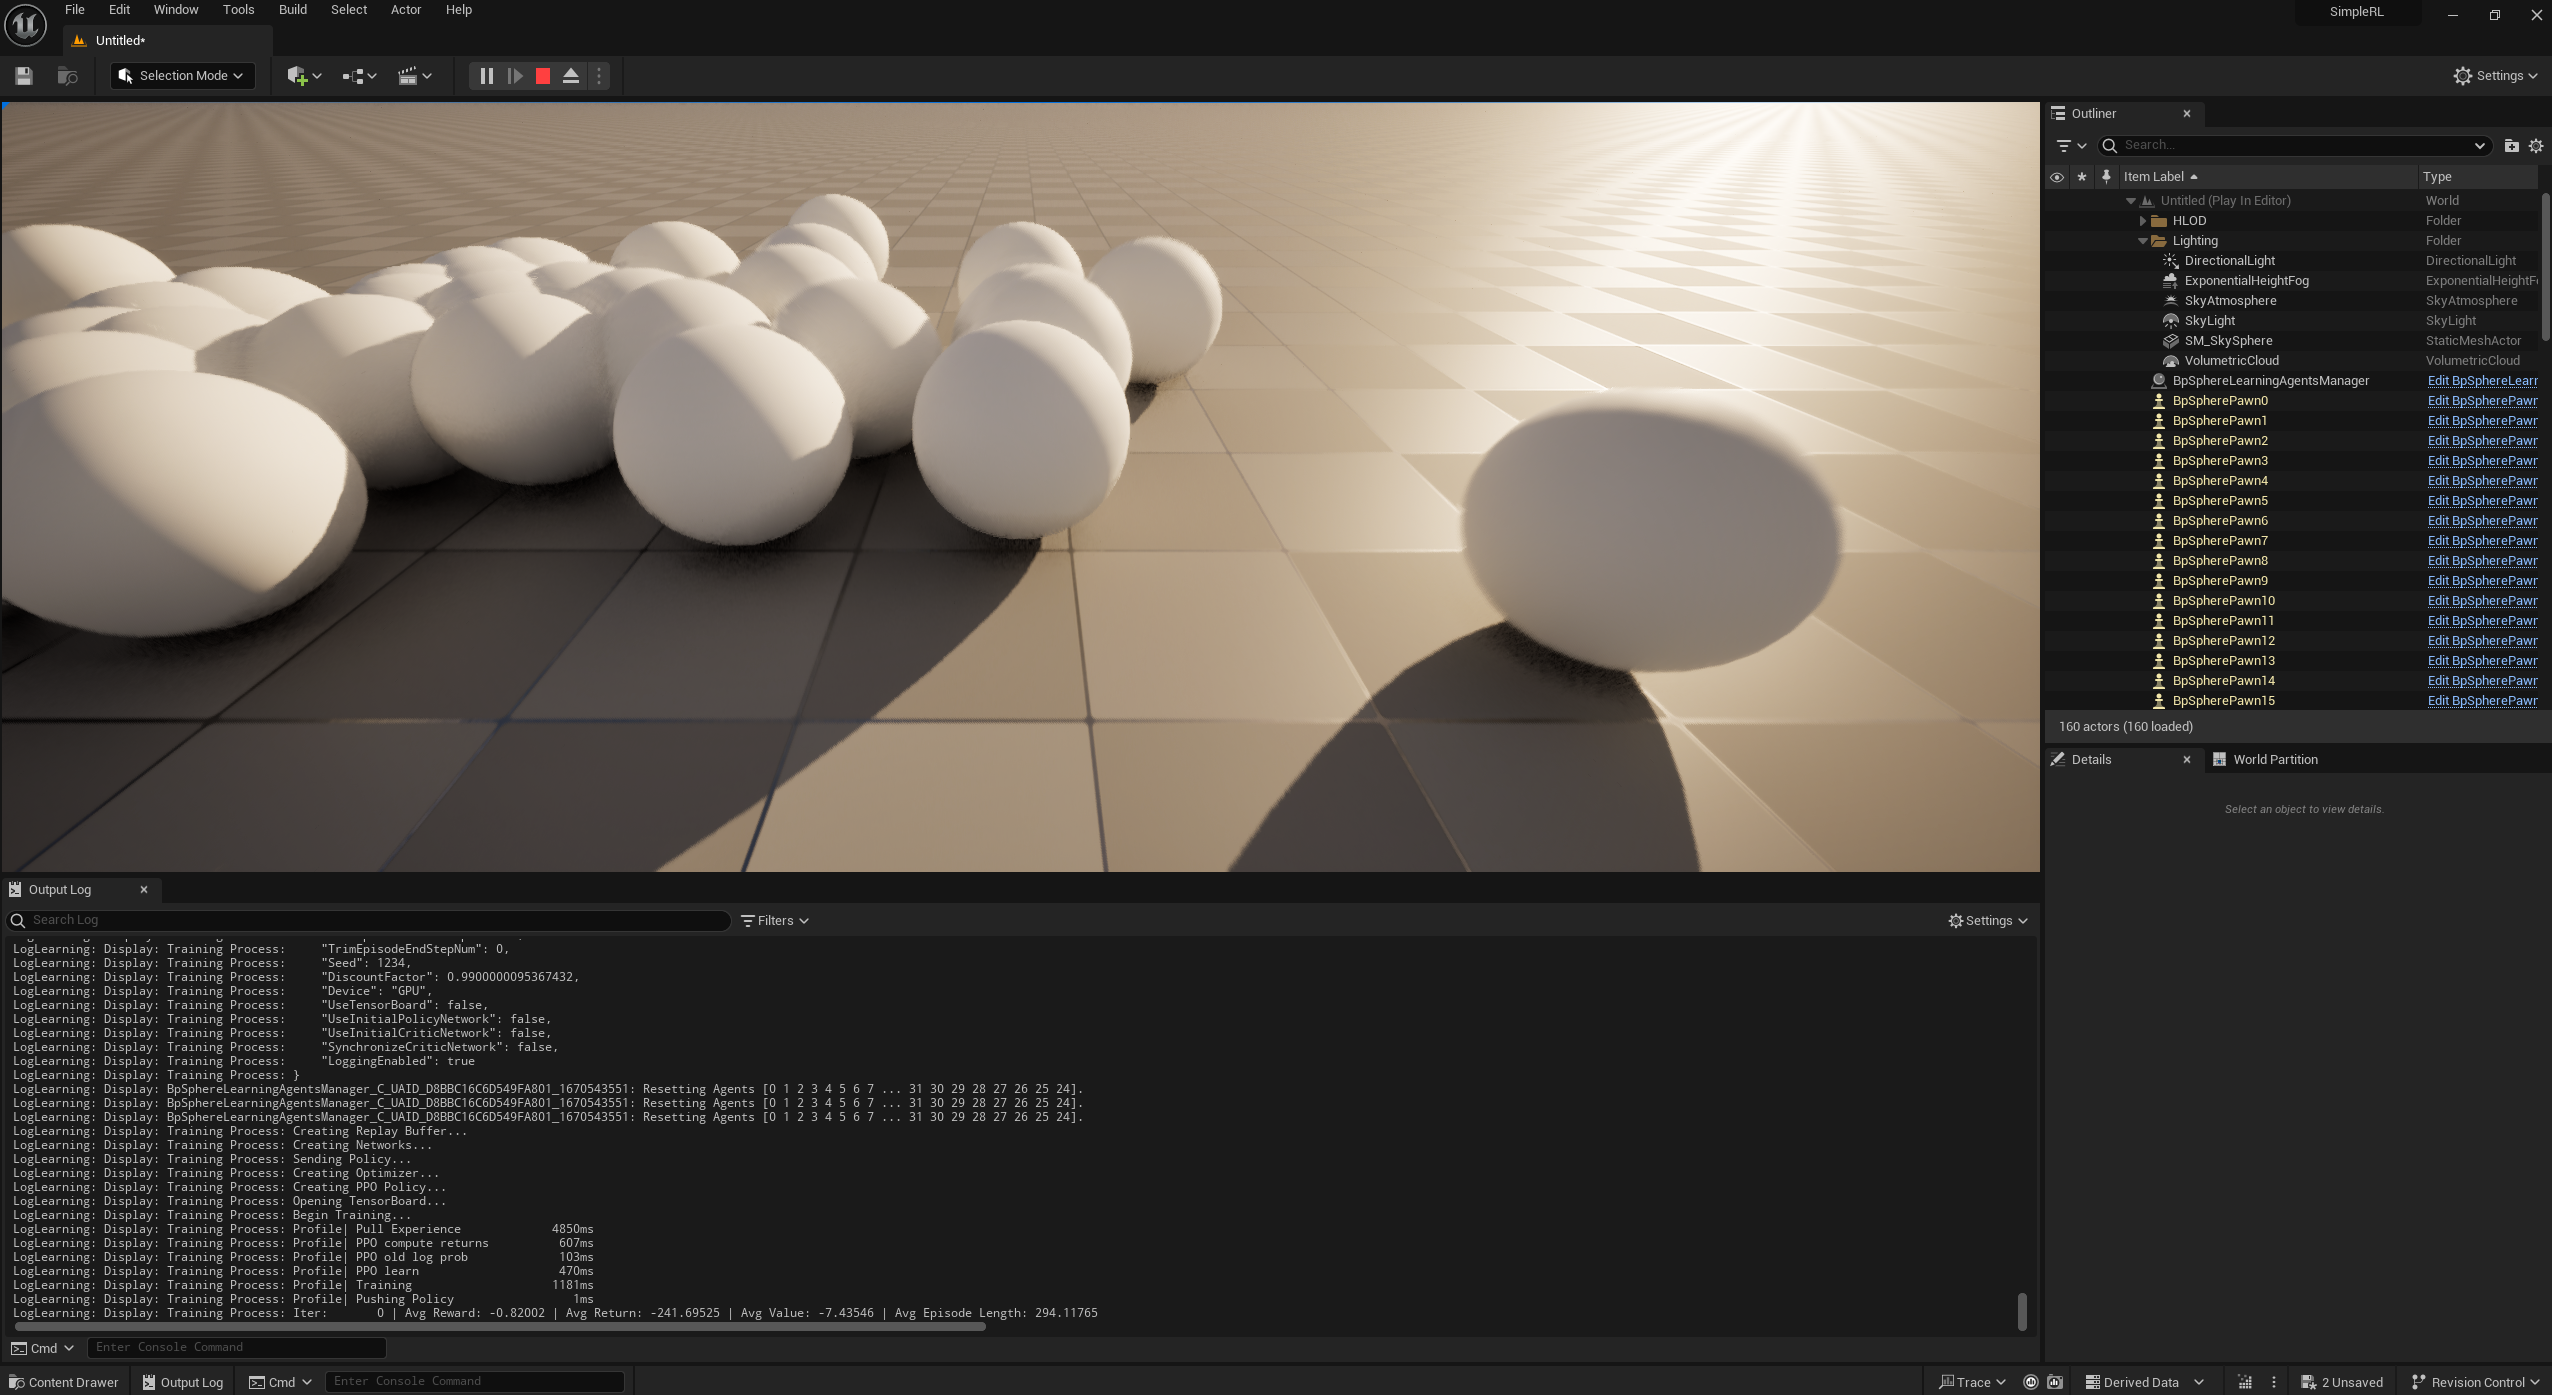 File Edit Window Tools Build Select Actor Help
SimpleRL
Untitled*
Selection Mode
Settings
Outliner
Search...
Item Label Type
Untitled (Play In Editor) World
HLOD Folder
Lighting Folder
DirectionalLight DirectionalLight
ExponentialHeightFog ExponentialHeightF
SkyAtmosphere SkyAtmosphere
SkyLight SkyLight
SM_SkySphere StaticMeshActor
VolumetricCloud VolumetricCloud
BpSphereLearningAgentsManager Edit BpSphereLear
BpSpherePawn0 Edit BpSpherePawn
BpSpherePawn1 Edit BpSpherePawn
BpSpherePawn2 Edit BpSpherePawn
BpSpherePawn3 Edit BpSpherePawn
BpSpherePawn4 Edit BpSpherePawn
BpSpherePawn5 Edit BpSpherePawn
BpSpherePawn6 Edit BpSpherePawn
BpSpherePawn7 Edit BpSpherePawn
BpSpherePawn8 Edit BpSpherePawn
BpSpherePawn9 Edit BpSpherePawn
BpSpherePawn10 Edit BpSpherePawn
BpSpherePawn11 Edit BpSpherePawn
BpSpherePawn12 Edit BpSpherePawn
BpSpherePawn13 Edit BpSpherePawn
BpSpherePawn14 Edit BpSpherePawn
BpSpherePawn15 Edit BpSpherePawn
160 actors (160 loaded)
Details World Partition
Select an object to view details.
Output Log
Search Log Filters Settings
LogLearning: Display: Training Process:     "TrimEpisodeEndStepNum": 0,
LogLearning: Display: Training Process:     "Seed": 1234,
LogLearning: Display: Training Process:     "DiscountFactor": 0.9900000095367432,
LogLearning: Display: Training Process:     "Device": "GPU",
LogLearning: Display: Training Process:     "UseTensorBoard": false,
LogLearning: Display: Training Process:     "UseInitialPolicyNetwork": false,
LogLearning: Display: Training Process:     "UseInitialCriticNetwork": false,
LogLearning: Display: Training Process:     "SynchronizeCriticNetwork": false,
LogLearning: Display: Training Process:     "LoggingEnabled": true
LogLearning: Display: Training Process: }
LogLearning: Display: BpSphereLearningAgentsManager_C_UAID_D8BBC16C6D549FA801_1670543551: Resetting Agents [0 1 2 3 4 5 6 7 ... 31 30 29 28 27 26 25 24].
LogLearning: Display: BpSphereLearningAgentsManager_C_UAID_D8BBC16C6D549FA801_1670543551: Resetting Agents [0 1 2 3 4 5 6 7 ... 31 30 29 28 27 26 25 24].
LogLearning: Display: BpSphereLearningAgentsManager_C_UAID_D8BBC16C6D549FA801_1670543551: Resetting Agents [0 1 2 3 4 5 6 7 ... 31 30 29 28 27 26 25 24].
LogLearning: Display: Training Process: Creating Replay Buffer...
LogLearning: Display: Training Process: Creating Networks...
LogLearning: Display: Training Process: Sending Policy...
LogLearning: Display: Training Process: Creating Optimizer...
LogLearning: Display: Training Process: Creating PPO Policy...
LogLearning: Display: Training Process: Opening TensorBoard...
LogLearning: Display: Training Process: Begin Training...
LogLearning: Display: Training Process: Profile| Pull Experience 4850ms
LogLearning: Display: Training Process: Profile| PPO compute returns 607ms
LogLearning: Display: Training Process: Profile| PPO old log prob 103ms
LogLearning: Display: Training Process: Profile| PPO learn 470ms
LogLearning: Display: Training Process: Profile| Training 1181ms
LogLearning: Display: Training Process: Profile| Pushing Policy 1ms
LogLearning: Display: Training Process: Iter: 0 | Avg Reward: -0.82002 | Avg Return: -241.69525 | Avg Value: -7.43546 | Avg Episode Length: 294.11765
Cmd Enter Console Command
Content Drawer Output Log Cmd Enter Console Command Trace Derived Data 2 Unsaved Revision Control